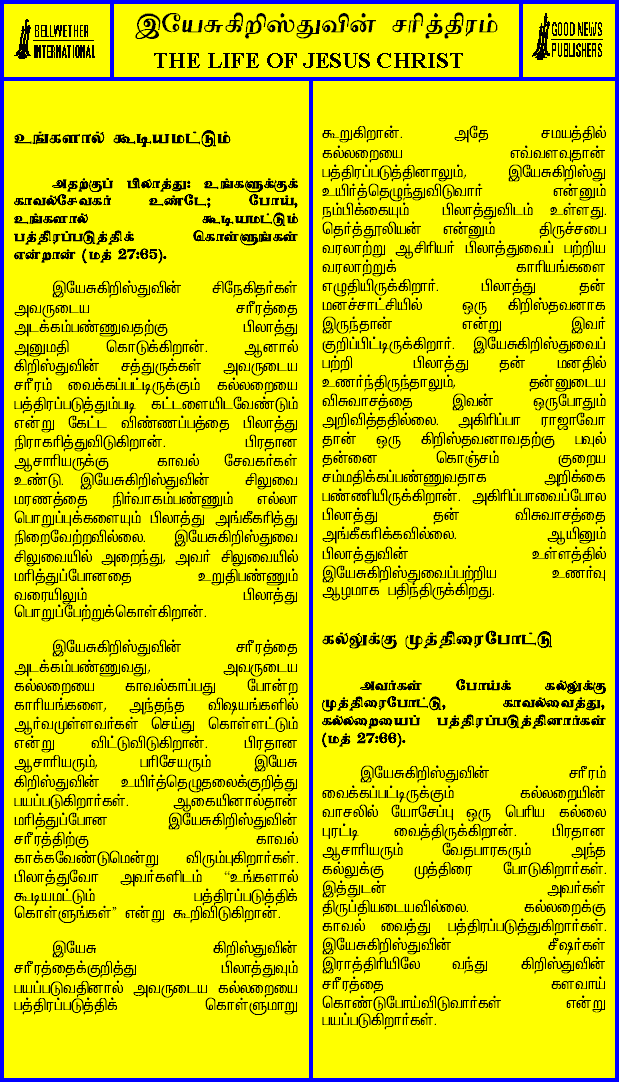 BELLWETHER
INTERNATIONAL
இயேசுகிறிஸ்துவின் சரித்திரம்
THE LIFE OF JESUS CHRIST
GOOD NEWS
PUBLISHERS
உங்களால் கூடியமட்டும்
அதற்குப் பிலாத்து: உங்களுக்குக்
காவல்சேவகர் உண்டே; போய்,
உங்களால் கூடியமட்டும்
பத்திரப்படுத்திக் கொள்ளுங்கள்
என்றான் (மத் 27:65).
இயேசுகிறிஸ்துவின் சிநேகிதர்கள்
அவருடைய சரீரத்தை
அடக்கம்பண்ணுவதற்கு பிலாத்து
அனுமதி கொடுக்கிறான். ஆனால்
கிறிஸ்துவின் சத்துருக்கள் அவருடைய
சரீரம் வைக்கப்பட்டிருக்கும் கல்லறையை
பத்திரப்படுத்தும்படி கட்டளையிடவேண்டும்
என்று கேட்ட விண்ணப்பத்தை பிலாத்து
நிராகரித்துவிடுகிறான். பிரதான
ஆசாரியருக்கு காவல் சேவகர்கள்
உண்டு. இயேசுகிறிஸ்துவின் சிலுவை
மரணத்தை நிர்வாகம்பண்ணும் எல்லா
பொறுப்புக்களையும் பிலாத்து அங்கீகரித்து
நிறைவேற்றவில்லை. இயேசுகிறிஸ்துவை
சிலுவையில் அறைந்து, அவர் சிலுவையில்
மரித்துப்போனதை உறுதிபண்ணும்
வரையிலும் பிலாத்து
பொறுப்பேற்றுக்கொள்கிறான்.
இயேசுகிறிஸ்துவின் சரீரத்தை
அடக்கம்பண்ணுவது, அவருடைய
கல்லறையை காவல்காப்பது போன்ற
காரியங்களை, அந்தந்த விஷயங்களில்
ஆர்வமுள்ளவர்கள் செய்து கொள்ளட்டும்
என்று விட்டுவிடுகிறான். பிரதான
ஆசாரியரும், பரிசேயரும் இயேசு
கிறிஸ்துவின் உயிர்த்தெழுதலைக்குறித்து
பயப்படுகிறார்கள். ஆகையினால்தான்
மரித்துப்போன இயேசுகிறிஸ்துவின்
சரீரத்திற்கு காவல்
காக்கவேண்டுமென்று விரும்புகிறார்கள்.
பிலாத்துவோ அவர்களிடம் “உங்களால்
கூடியமட்டும் பத்திரப்படுத்திக்
கொள்ளுங்கள்” என்று கூறிவிடுகிறான்.
இயேசு கிறிஸ்துவின்
சரீரத்தைக்குறித்து பிலாத்துவும்
பயப்படுவதினால் அவருடைய கல்லறையை
பத்திரப்படுத்திக் கொள்ளுமாறு
கூறுகிறான். அதே சமயத்தில்
கல்லறையை எவ்வளவுதான்
பத்திரப்படுத்தினாலும், இயேசுகிறிஸ்து
உயிர்த்தெழுந்துவிடுவார் என்னும்
நம்பிக்கையும் பிலாத்துவிடம் உள்ளது.
தெர்த்தூலியன் என்னும் திருச்சபை
வரலாற்று ஆசிரியர் பிலாத்துவைப் பற்றிய
வரலாற்றுக் காரியங்களை
எழுதியிருக்கிறார். பிலாத்து தன்
மனச்சாட்சியில் ஒரு கிறிஸ்தவனாக
இருந்தான் என்று இவர்
குறிப்பிட்டிருக்கிறார். இயேசுகிறிஸ்துவைப்
பற்றி பிலாத்து தன் மனதில்
உணர்ந்திருந்தாலும், தன்னுடைய
விசுவாசத்தை இவன் ஒருபோதும்
அறிவித்ததில்லை. அகிரிப்பா ராஜாவோ
தான் ஒரு கிறிஸ்தவனாவதற்கு பவுல்
தன்னை கொஞ்சம் குறைய
சம்மதிக்கப்பண்ணுவதாக அறிக்கை
பண்ணியிருக்கிறான். அகிரிப்பாவைப்போல
பிலாத்து தன் விசுவாசத்தை
அங்கீகரிக்கவில்லை. ஆயினும்
பிலாத்துவின் உள்ளத்தில்
இயேசுகிறிஸ்துவைப்பற்றிய உணர்வு
ஆழமாக பதிந்திருக்கிறது.
கல்லுக்கு முத்திரைபோட்டு
அவர்கள் போய்க் கல்லுக்கு
முத்திரைபோட்டு, காவல்வைத்து,
கல்லறையைப் பத்திரப்படுத்தினார்கள்
(மத் 27:66).
இயேசுகிறிஸ்துவின் சரீரம்
வைக்கப்பட்டிருக்கும் கல்லறையின்
வாசலில் யோசேப்பு ஒரு பெரிய கல்லை
புரட்டி வைத்திருக்கிறான். பிரதான
ஆசாரியரும் வேதபாரகரும் அந்த
கல்லுக்கு முத்திரை போடுகிறார்கள்.
இத்துடன் அவர்கள்
திருப்தியடையவில்லை. கல்லறைக்கு
காவல் வைத்து பத்திரப்படுத்துகிறார்கள்.
இயேசுகிறிஸ்துவின் சீஷர்கள்
இராத்திரியிலே வந்து கிறிஸ்துவின்
சரீரத்தை களவாய்
கொண்டுபோய்விடுவார்கள் என்று
பயப்படுகிறார்கள்.